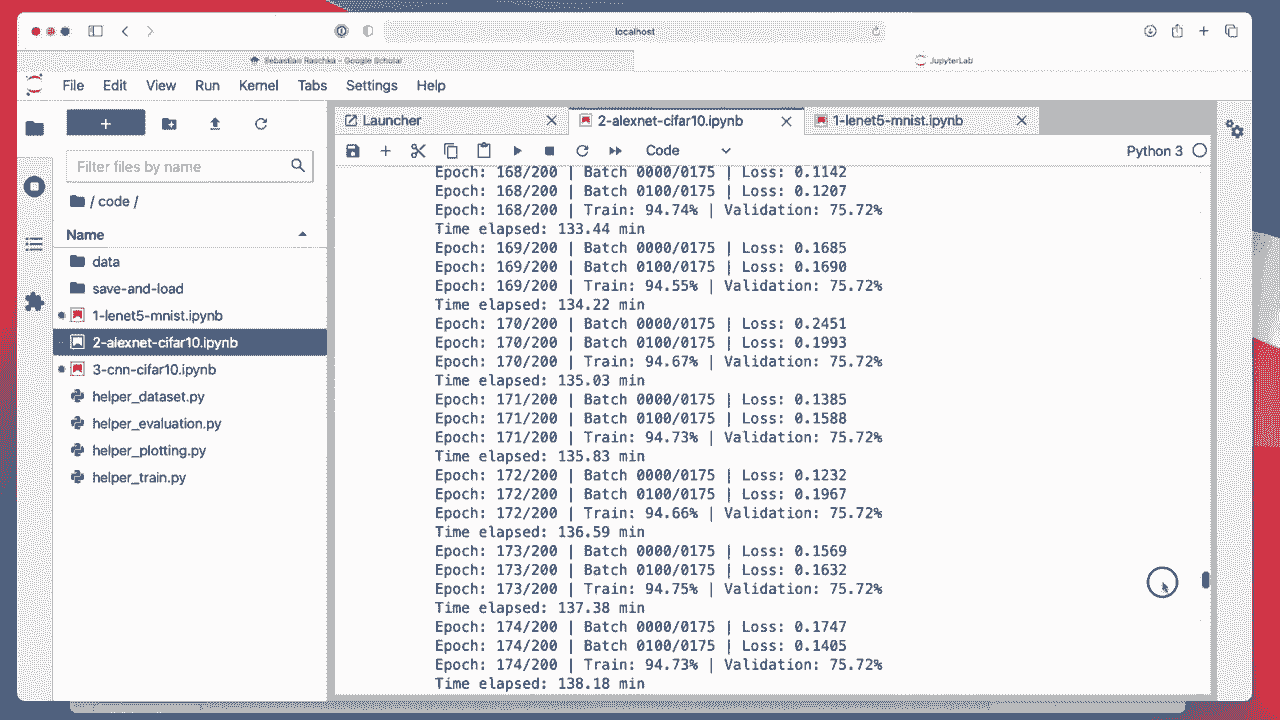 localhost
Sebastian Raschka - Google Scholar
JupyterLab
File Edit View Run Kernel Tabs Settings Help
Filter files by name
/ code /
Name
data
save-and-load
1-lenet5-mnist.ipynb
2-alexnet-cifar10.ipynb
3-cnn-cifar10.ipynb
helper_dataset.py
helper_evaluation.py
helper_plotting.py
helper_train.py
Launcher
2-alexnet-cifar10.ipynb
1-lenet5-mnist.ipynb
Code
Python 3
Epoch: 168/200 | Batch 0000/0175 | Loss: 0.1142
Epoch: 168/200 | Batch 0100/0175 | Loss: 0.1207
Epoch: 168/200 | Train: 94.74% | Validation: 75.72%
Time elapsed: 133.44 min
Epoch: 169/200 | Batch 0000/0175 | Loss: 0.1685
Epoch: 169/200 | Batch 0100/0175 | Loss: 0.1690
Epoch: 169/200 | Train: 94.55% | Validation: 75.72%
Time elapsed: 134.22 min
Epoch: 170/200 | Batch 0000/0175 | Loss: 0.2451
Epoch: 170/200 | Batch 0100/0175 | Loss: 0.1993
Epoch: 170/200 | Train: 94.67% | Validation: 75.72%
Time elapsed: 135.03 min
Epoch: 171/200 | Batch 0000/0175 | Loss: 0.1385
Epoch: 171/200 | Batch 0100/0175 | Loss: 0.1588
Epoch: 171/200 | Train: 94.73% | Validation: 75.72%
Time elapsed: 135.83 min
Epoch: 172/200 | Batch 0000/0175 | Loss: 0.1232
Epoch: 172/200 | Batch 0100/0175 | Loss: 0.1967
Epoch: 172/200 | Train: 94.66% | Validation: 75.72%
Time elapsed: 136.59 min
Epoch: 173/200 | Batch 0000/0175 | Loss: 0.1569
Epoch: 173/200 | Batch 0100/0175 | Loss: 0.1632
Epoch: 173/200 | Train: 94.75% | Validation: 75.72%
Time elapsed: 137.38 min
Epoch: 174/200 | Batch 0000/0175 | Loss: 0.1747
Epoch: 174/200 | Batch 0100/0175 | Loss: 0.1405
Epoch: 174/200 | Train: 94.73% | Validation: 75.72%
Time elapsed: 138.18 min